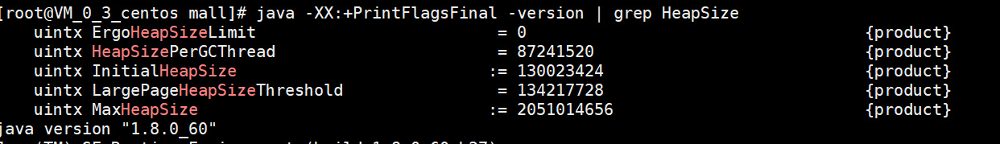 [root@VM_0_3_centos mall]# java -XX:+PrintFlagsFinal -version | grep HeapSize
uintx ErgoHeapSizeLimit = 0 {product}
uintx HeapSizePerGCThread = 87241520 {product}
uintx InitialHeapSize := 130023424 {product}
uintx LargePageHeapSizeThreshold = 134217728 {product}
uintx MaxHeapSize := 2051014656 {product}
java version "1.8.0_60"